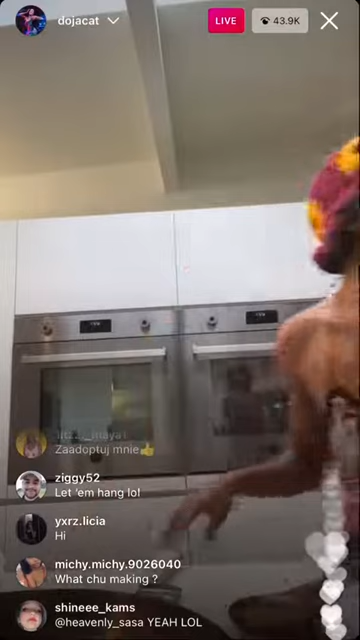 dojacat
LIVE
43.9K
Zaadoptuj mnie👍
ziggy52
Let 'em hang lol
yxrz.licia
Hi
michy.michy.9026040
What chu making ?
shineee_kams
@heavenly_sasa YEAH LOL